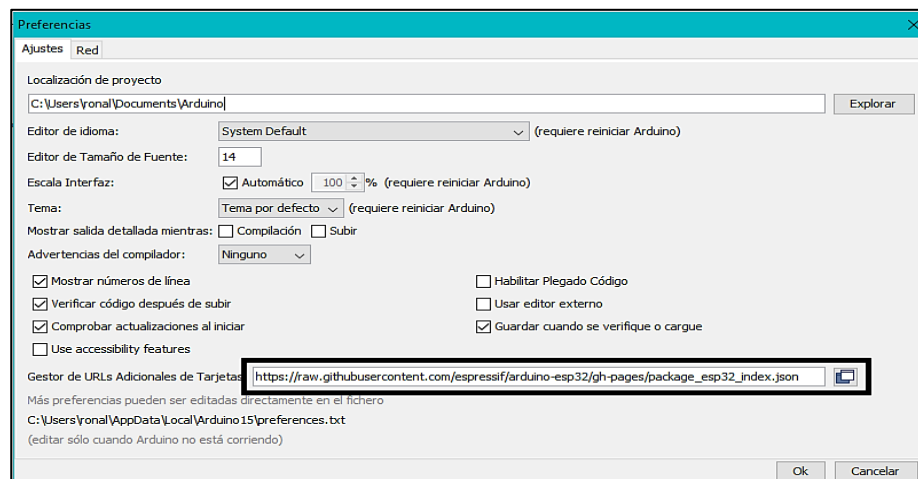 Preferencias
Ajustes Red
Localización de proyecto
C:\Users\ronal\Documents\Arduino Explorar
Editor de idioma: System Default (requiere reiniciar Arduino)
Editor de Tamaño de Fuente: 14
Escala Interfaz: Automático 100 % (requiere reiniciar Arduino)
Tema: Tema por defecto (requiere reiniciar Arduino)
Mostrar salida detallada mientras: Compilación Subir
Advertencias del compilador: Ninguno
Mostrar números de línea Habilitar Plegado Código
Verificar código después de subir Usar editor externo
Comprobar actualizaciones al iniciar Guardar cuando se verifique o cargue
Use accessibility features
Gestor de URLs Adicionales de Tarjetas https://raw.githubusercontent.com/espressif/arduino-esp32/gh-pages/package_esp32_index.json
Más preferencias pueden ser editadas directamente en el fichero
C:\Users\ronal\AppData\Local\Arduino15\preferences.txt
(editar sólo cuando Arduino no está corriendo)
Ok Cancelar